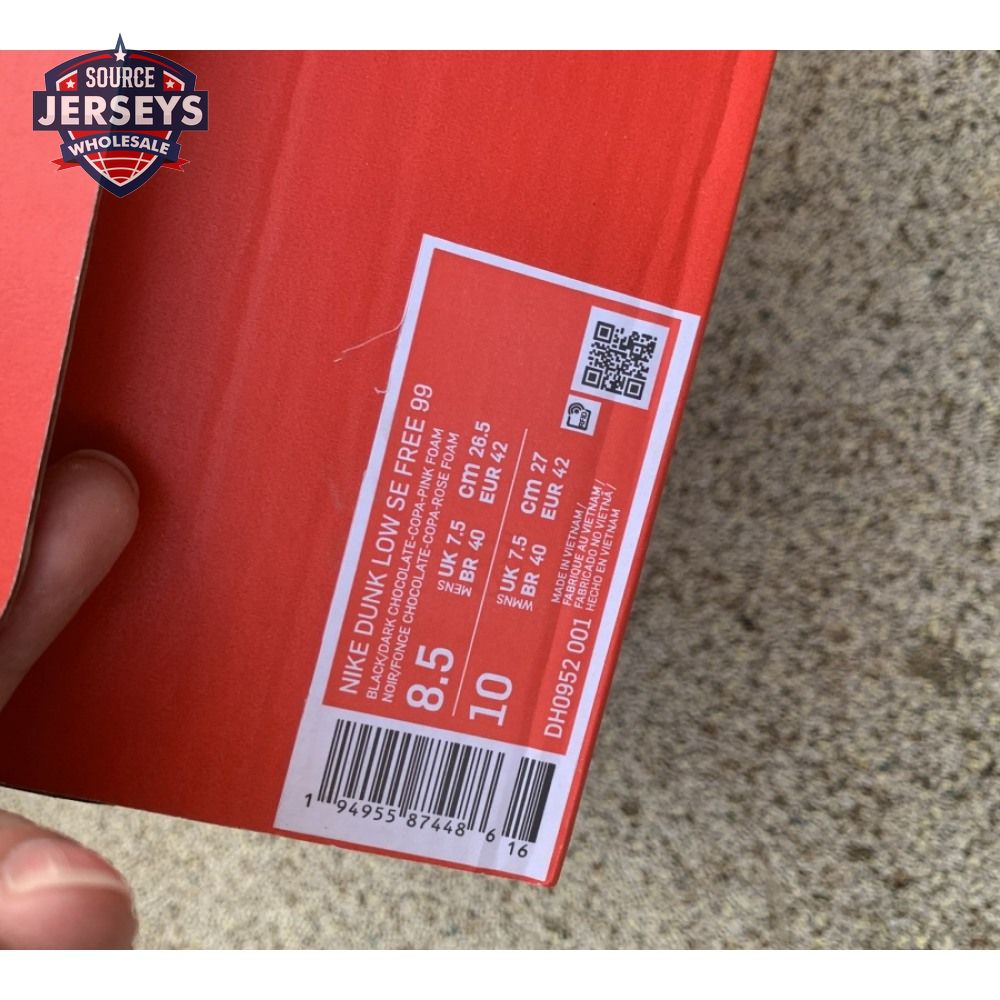 SOURCE
JERSEYS
WHOLESALE
NIKE DUNK LOW SE FREE 99
BLACK/DARK CHOCOLATE-COPA-PINK FOAM
NOIR/FONCE CHOCOLATE-COPA-ROSE FOAM
8.5
MENS
UK 7.5
cm 26.5
BR 40
EUR 42
10
WMNS
UK 7.5
cm 27
BR 40
EUR 42
DH0952 001
MADE IN VIETNAM /
FABRIQUE AU VIETNAM /
FABRICADO NO VIETNÃ /
HECHO EN VIETNAM
1 94955 87448 6 16